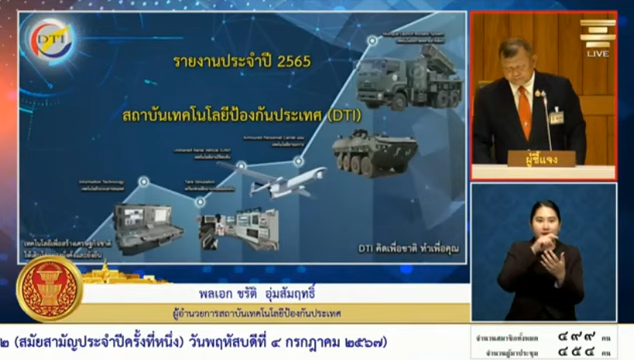 DTI
รายงานประจำปี 2565
สถาบันเทคโนโลยีป้องกันประเทศ (DTI)
Information Technology
DTI คิดเพื่อชาติ ทำเพื่อคุณ
LIVE
ผู้ชี้แจง
พลเอก ชรัติ อุ่มสัมฤทธิ์
ผู้อำนวยการสถาบันเทคโนโลยีป้องกันประเทศ
๒ (สมัยสามัญประจำปีครั้งที่หนึ่ง) วันพฤหัสบดีที่ ๔ กรกฎาคม ๒๕๖๗)
จำนวนสมาชิกทั้งหมด ๔๙๙ คน
จำนวนผู้มาประชุม ๔๕๔ คน